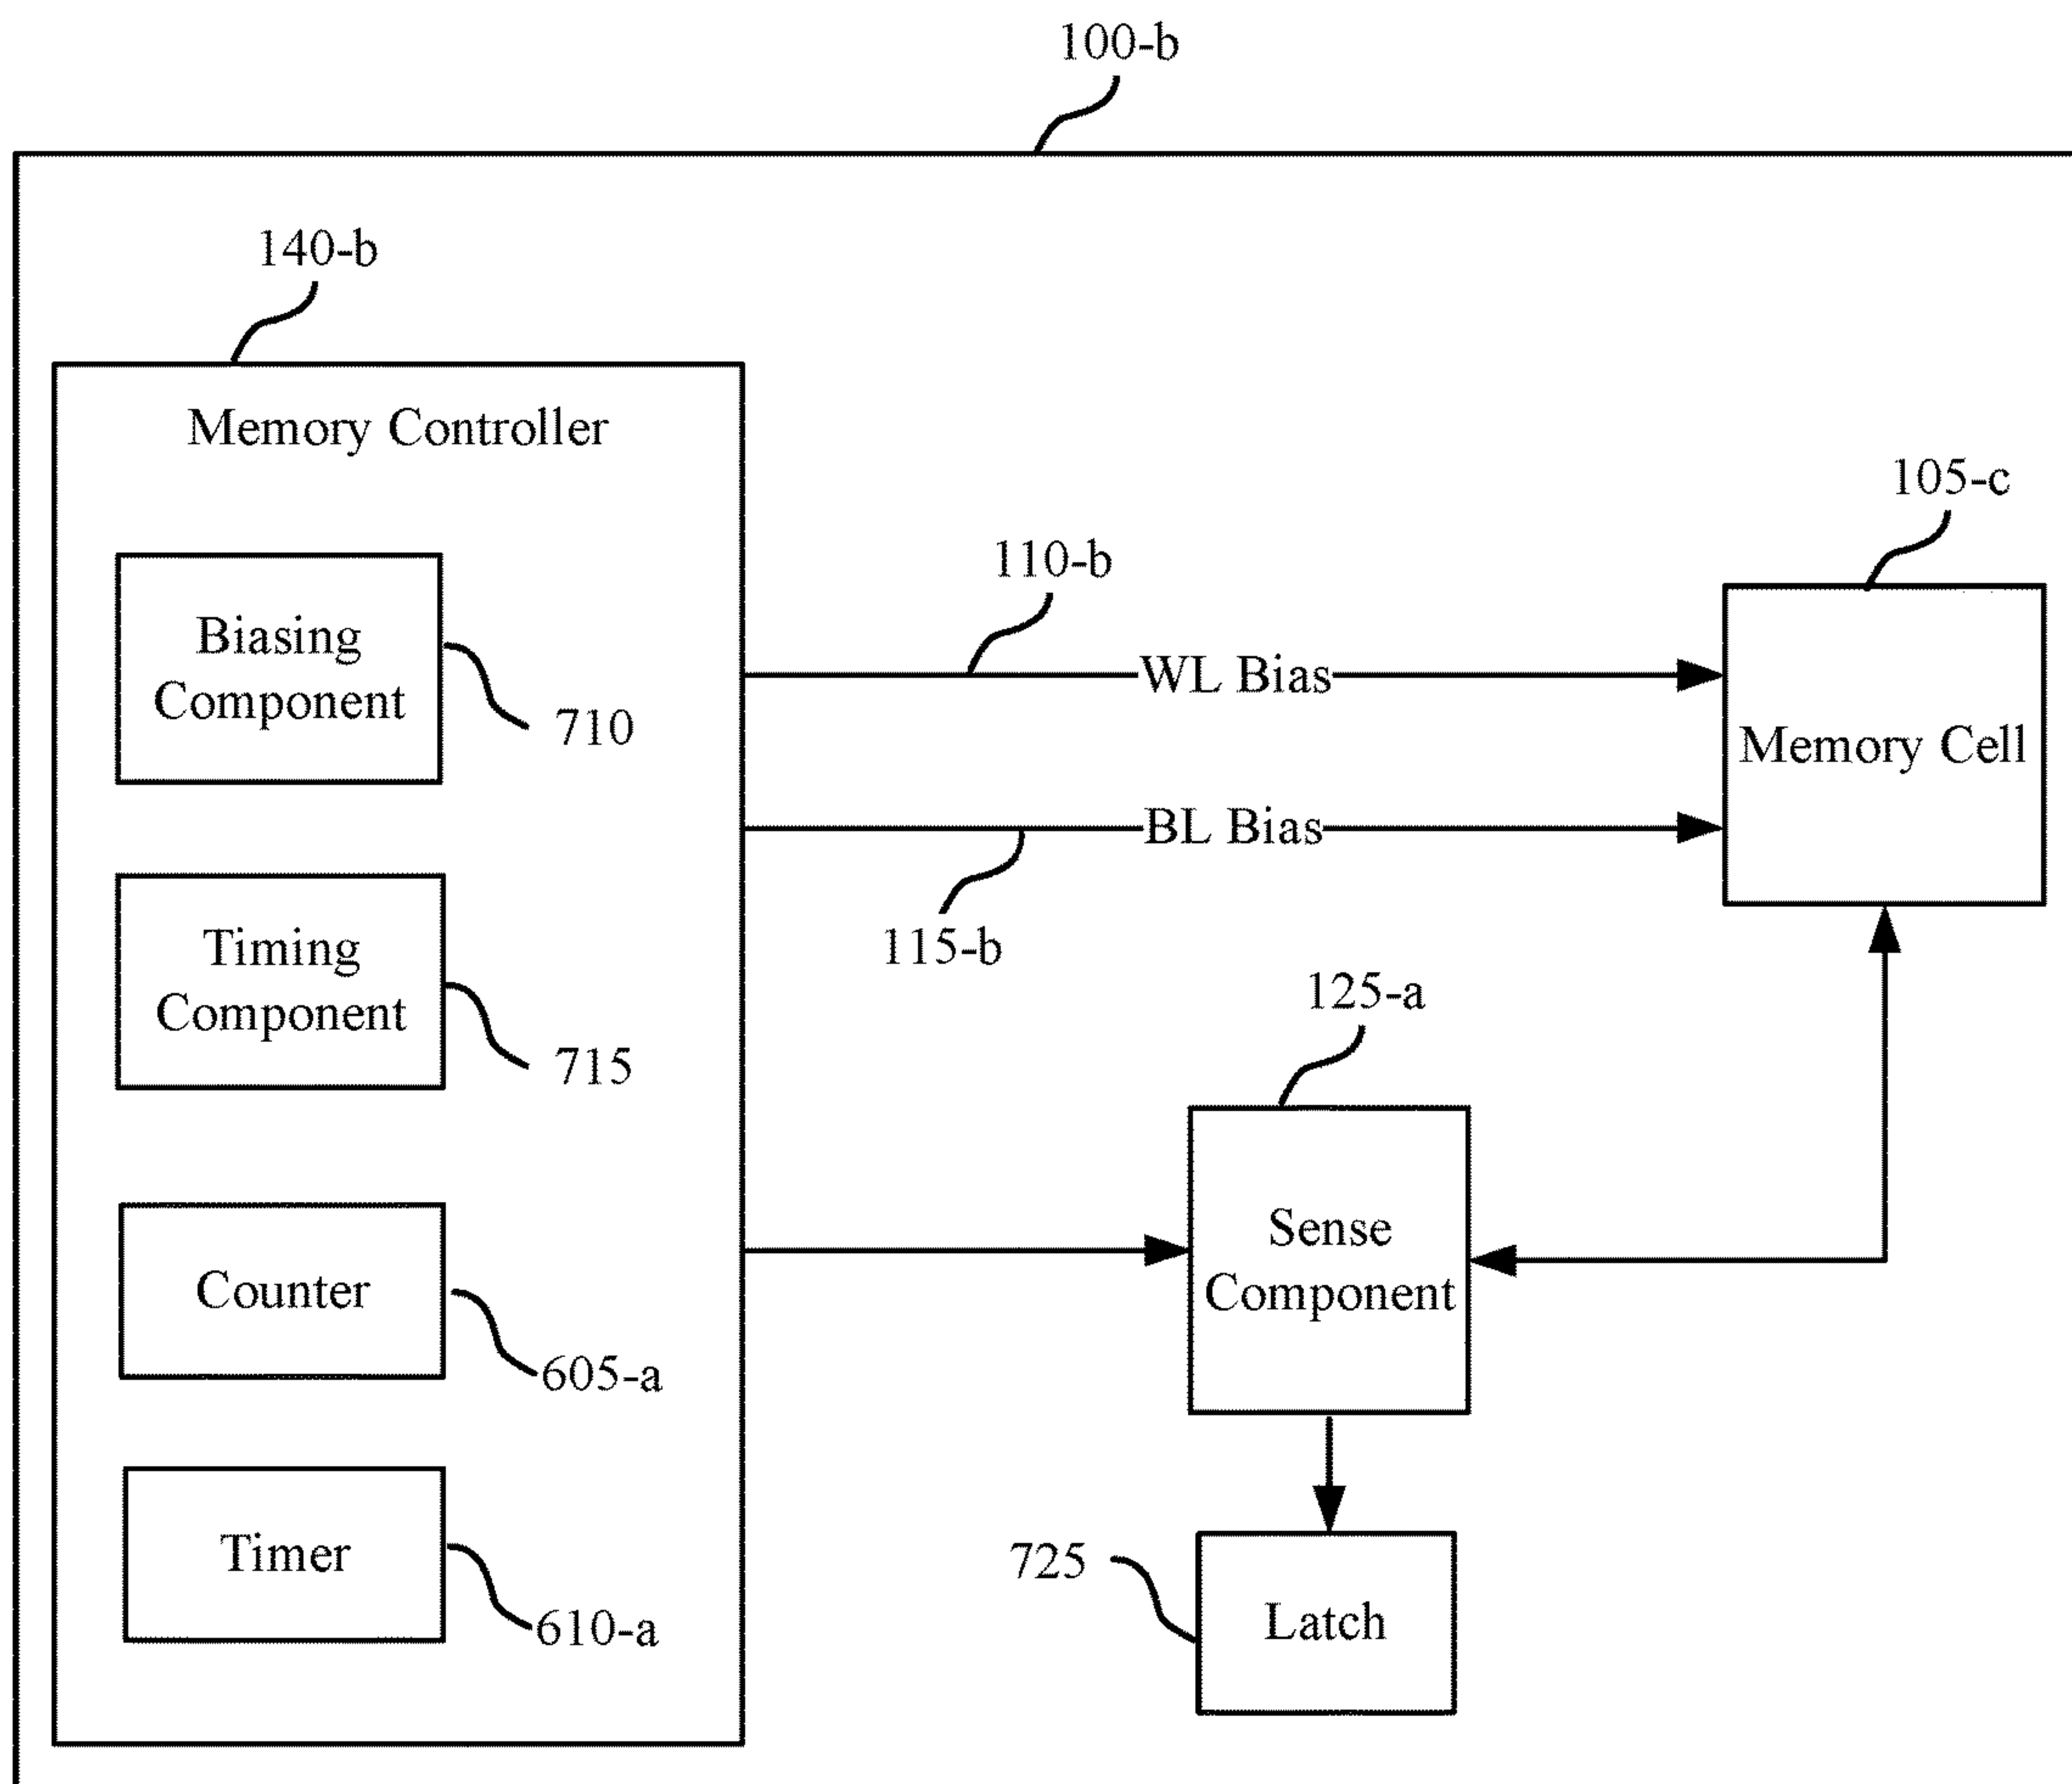 100-b
140-b
Memory Controller
105-c
110-b
Biasing
Component
710
WL Bias
Memory Cell
BL Bias
115-b
Timing
Component
715
125-a
Sense
Component
Counter
605-a
Timer
610-a
725
Latch